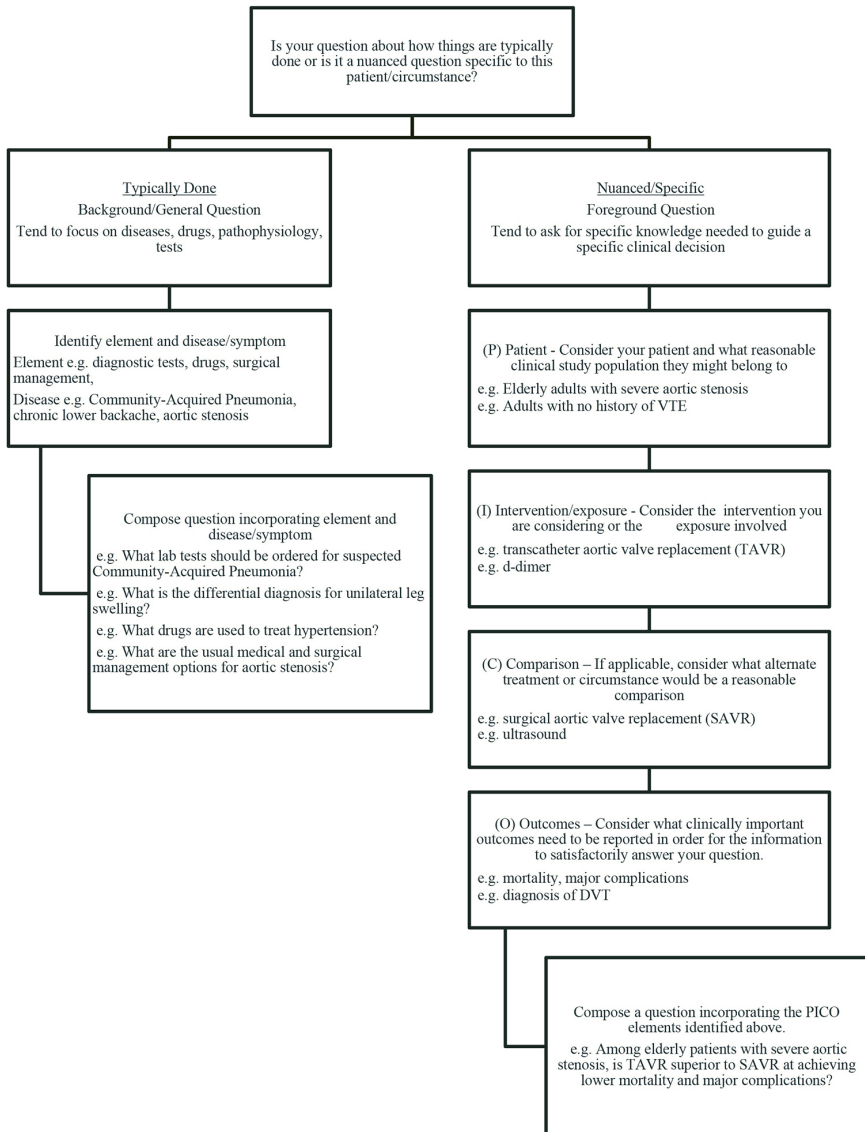 Is your question about how things are typically
done or is it a nuanced question specific to this
patient/circumstance?
Typically Done
Background/General Question
Tend to focus on diseases, drugs, pathophysiology,
tests
Identify element and disease/symptom
Element e.g. diagnostic tests, drugs, surgical
management,
Disease e.g. Community-Acquired Pneumonia,
chronic lower backache, aortic stenosis
Compose question incorporating element and
disease/symptom
e.g. What lab tests should be ordered for suspected
Community-Acquired Pneumonia?
e.g. What is the differential diagnosis for unilateral leg
swelling?
e.g. What drugs are used to treat hypertension?
e.g. What are the usual medical and surgical
management options for aortic stenosis?
Nuanced/Specific
Foreground Question
Tend to ask for specific knowledge needed to guide a
specific clinical decision
(P) Patient - Consider your patient and what reasonable
clinical study population they might belong to
e.g. Elderly adults with severe aortic stenosis
e.g. Adults with no history of VTE
(I) Intervention/exposure - Consider the intervention you
are considering or the exposure involved
e.g. transcatheter aortic valve replacement (TAVR)
e.g. d-dimer
(C) Comparison – If applicable, consider what alternate
treatment or circumstance would be a reasonable
comparison
e.g. surgical aortic valve replacement (SAVR)
e.g. ultrasound
(O) Outcomes – Consider what clinically important
outcomes need to be reported in order for the information
to satisfactorily answer your question.
e.g. mortality, major complications
e.g. diagnosis of DVT
Compose a question incorporating the PICO
elements identified above.
e.g. Among elderly patients with severe aortic
stenosis, is TAVR superior to SAVR at achieving
lower mortality and major complications?